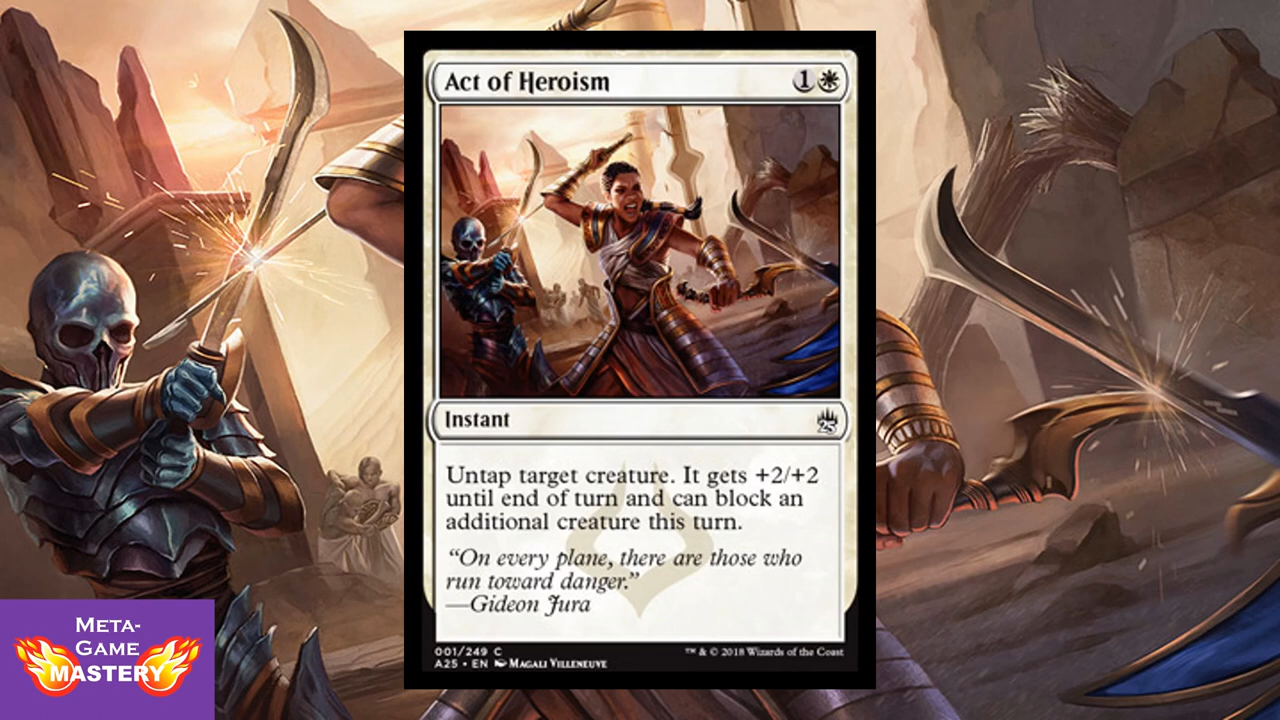 Act of Heroism 1
Instant
25
Untap target creature. It gets +2/+2
until end of turn and can block an
additional creature this turn.
“On every plane, there are those who
run toward danger.”
—Gideon Jura
001/249 C
A25 • EN Magali Villeneuve
™ & © 2018 Wizards of the Coast
Meta-
Game
MASTERY